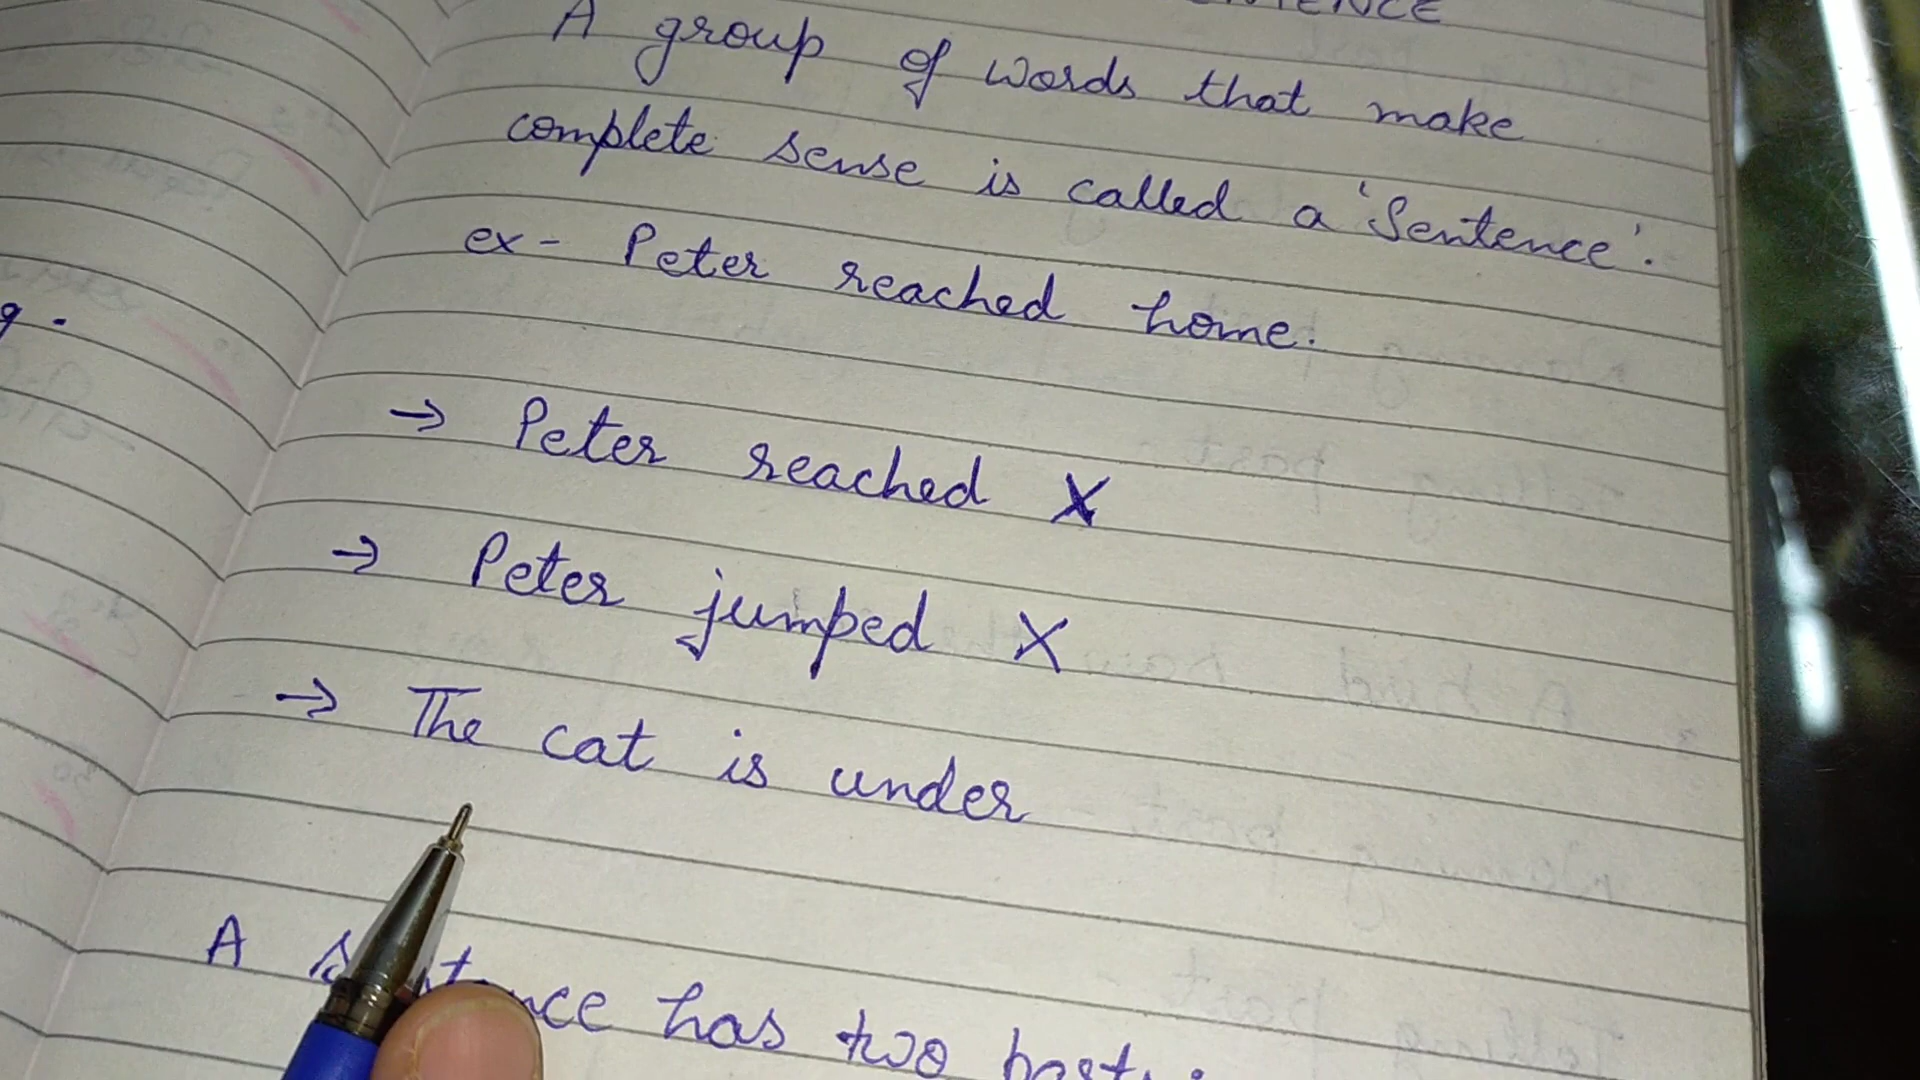 A group of words that make
complete sense is called a 'Sentence'.
ex- Peter reached home.
→ Peter reached X
→ Peter jumped X
→ The cat is under
A has two